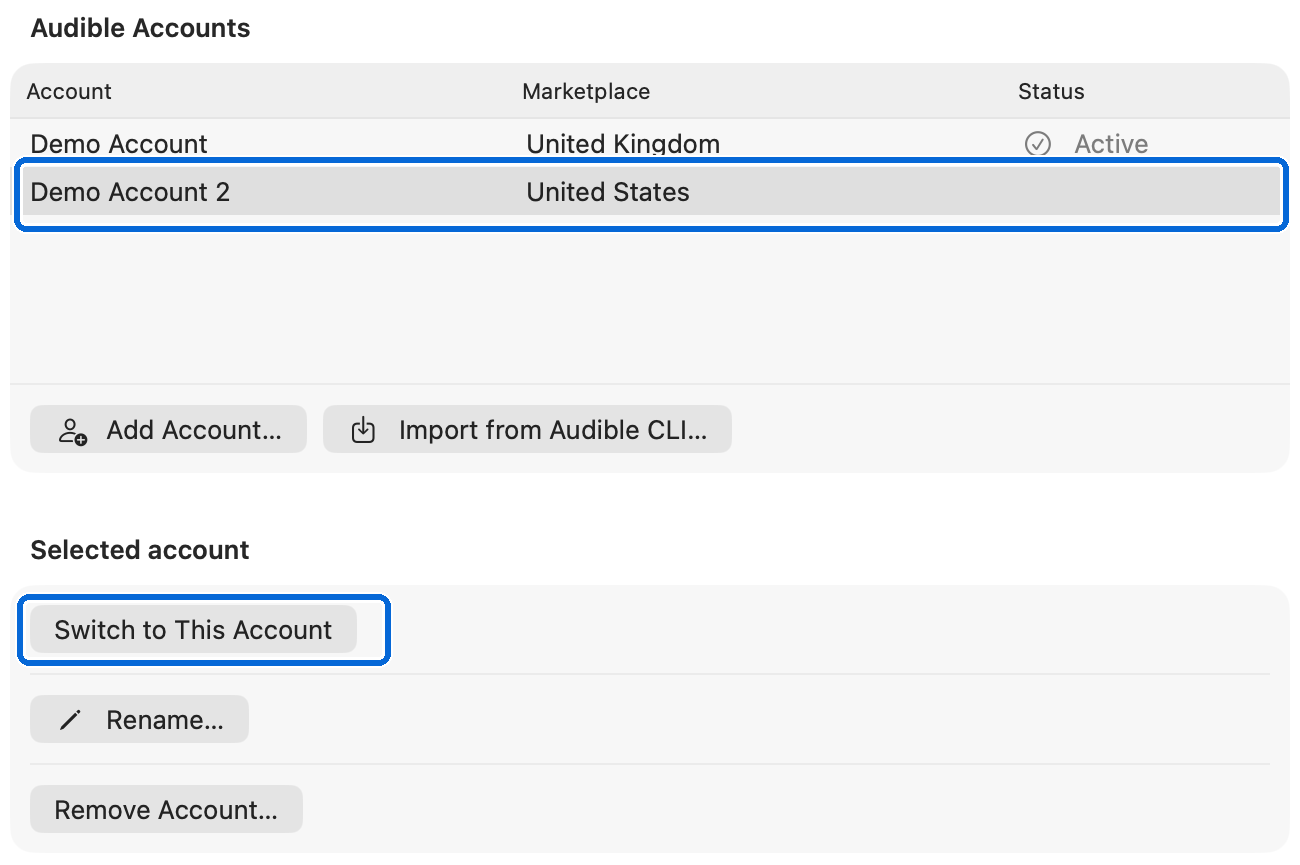 Audible Accounts
Account Marketplace Status
Demo Account United Kingdom Active
Demo Account 2 United States
Add Account... Import from Audible CLI...
Selected account
Switch to This Account
Rename...
Remove Account...